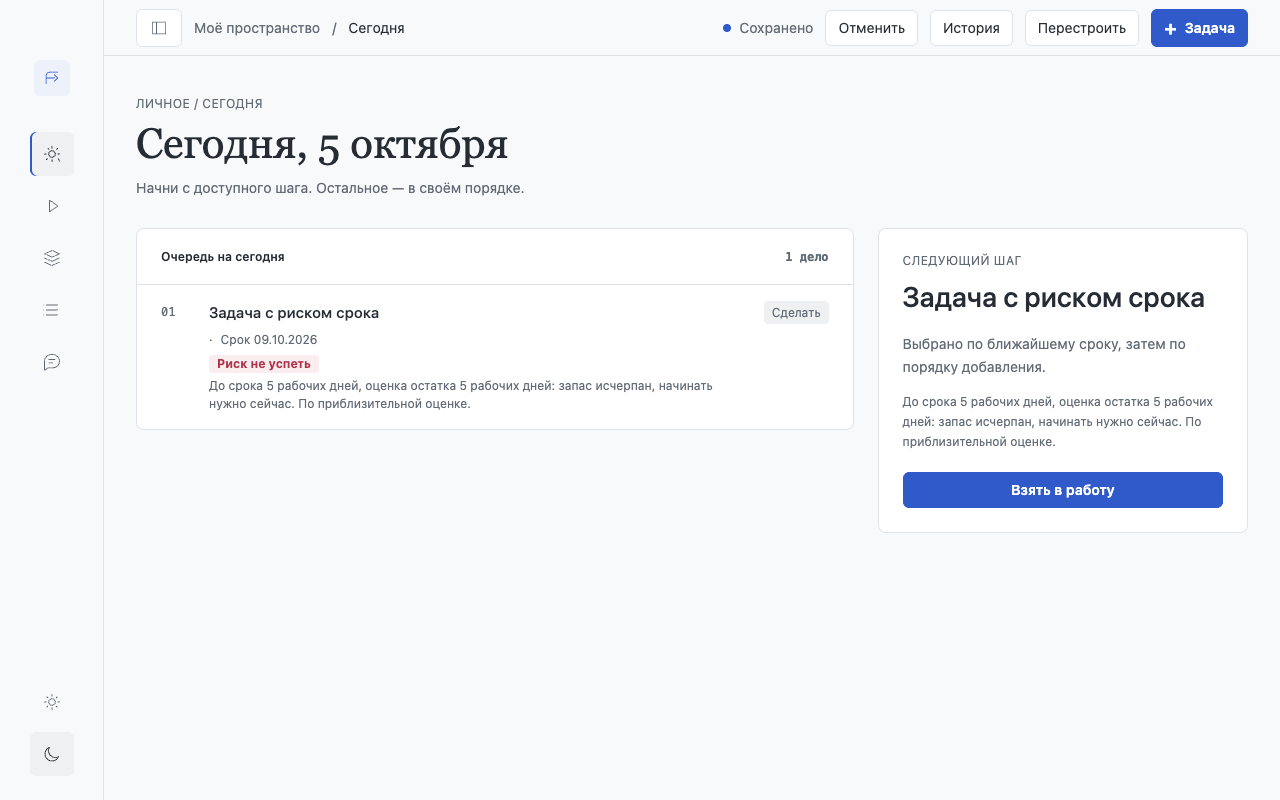 Моё пространство / Сегодня
Сохранено
Отменить
История
Перестроить
+ Задача
ЛИЧНОЕ / СЕГОДНЯ
Сегодня, 5 октября
Начни с доступного шага. Остальное — в своём порядке.
Очередь на сегодня
1 дело
01
Задача с риском срока
Сделать
· Срок 09.10.2026
Риск не успеть
До срока 5 рабочих дней, оценка остатка 5 рабочих дней: запас исчерпан, начинать
нужно сейчас. По приблизительной оценке.
СЛЕДУЮЩИЙ ШАГ
Задача с риском срока
Выбрано по ближайшему сроку, затем по
порядку добавления.
До срока 5 рабочих дней, оценка остатка 5 рабочих
дней: запас исчерпан, начинать нужно сейчас. По
приблизительной оценке.
Взять в работу